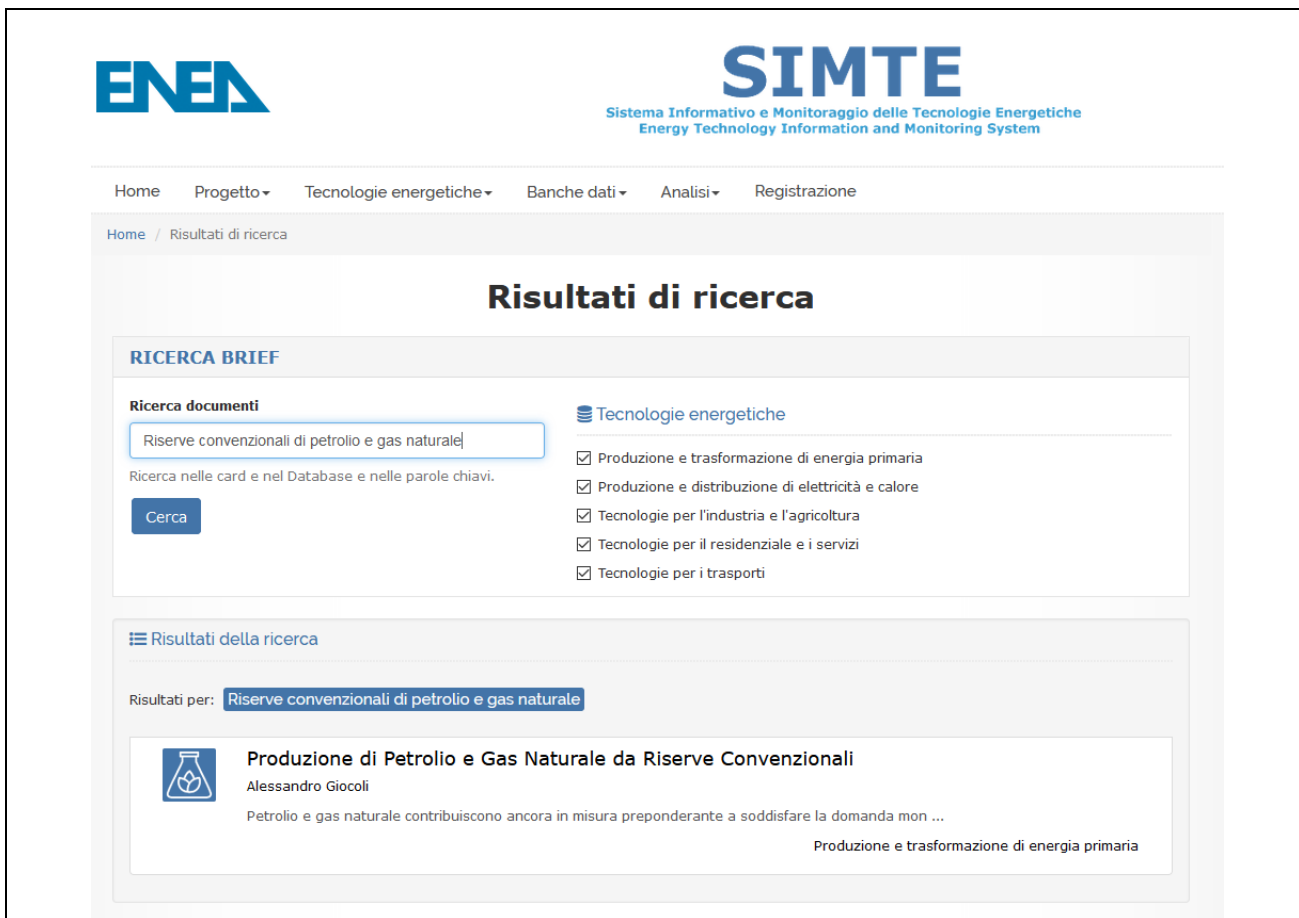 ENEA
SIMTE
Sistema Informativo e Monitoraggio delle Tecnologie Energetiche
Energy Technology Information and Monitoring System
Home Progetto Tecnologie energetiche Banche dati Analisi Registrazione
Home / Risultati di ricerca
Risultati di ricerca
RICERCA BRIEF
Ricerca documenti
Riserve convenzionali di petrolio e gas naturale
Ricerca nelle card e nel Database e nelle parole chiavi.
Cerca
Tecnologie energetiche
Produzione e trasformazione di energia primaria
Produzione e distribuzione di elettricità e calore
Tecnologie per l'industria e l'agricoltura
Tecnologie per il residenziale e i servizi
Tecnologie per i trasporti
Risultati della ricerca
Risultati per: Riserve convenzionali di petrolio e gas naturale
Produzione di Petrolio e Gas Naturale da Riserve Convenzionali
Alessandro Giocoli
Petrolio e gas naturale contribuiscono ancora in misura preponderante a soddisfare la domanda mon ...
Produzione e trasformazione di energia primaria